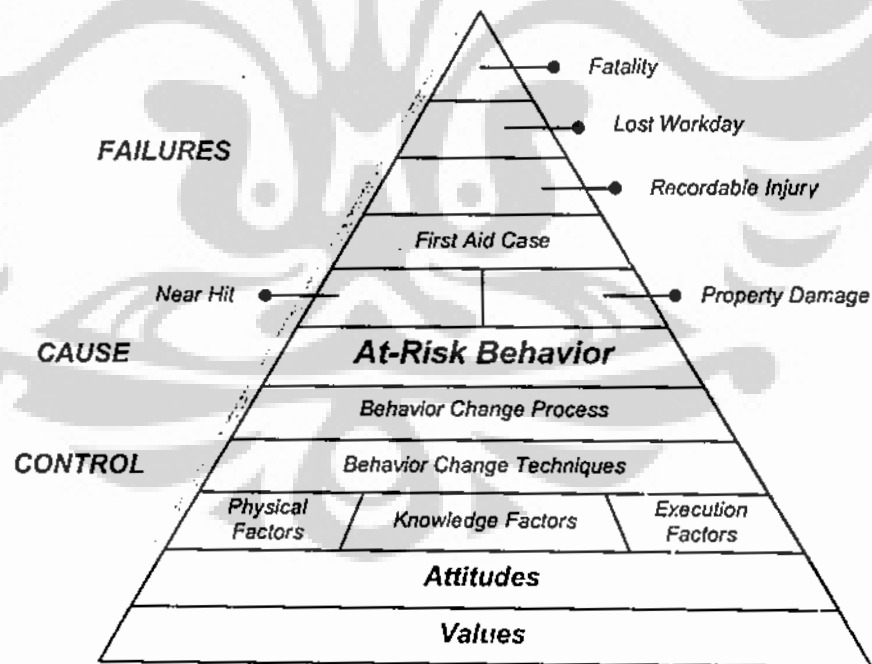 Fatality
Lost Workday
FAILURES
Recordable Injury
First Aid Case
Near Hit
Property Damage
CAUSE
At-Risk Behavior
Behavior Change Process
CONTROL
Behavior Change Techniques
Physical
Factors
Knowledge Factors
Execution
Factors
Attitudes
Values